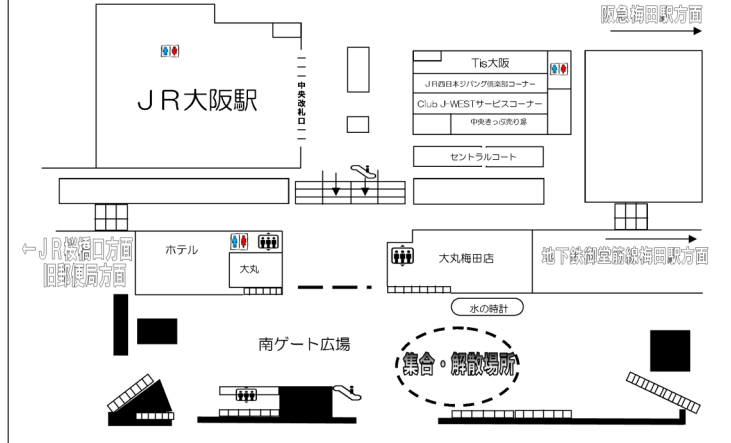 阪急梅田駅方面
Tis大阪
JR西日本ジパング倶楽部コーナー
JR大阪駅
中央改札口
Club J-WESTサービスコーナー
中央きっぷ売り場
セントラルコート
←JR桜橋口方面
旧郵便局方面
ホテル
大丸
大丸梅田店
地下鉄御堂筋線梅田駅方面
水の時計
南ゲート広場
集合・解散場所